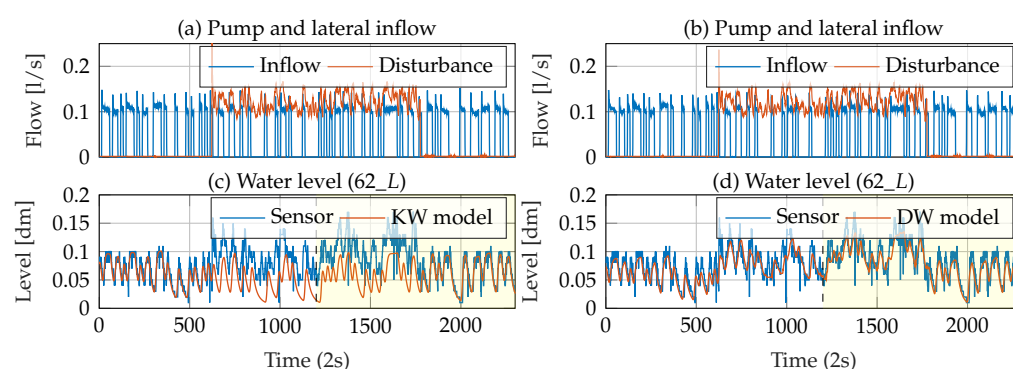 (a) Pump and lateral inflow
(b) Pump and lateral inflow
Flow [l/s]
0.2
0.1
0
Inflow
Disturbance
Flow [l/s]
0.2
0.1
0
Inflow
Disturbance
(c) Water level (62_L)
(d) Water level (62_L)
Level [dm]
0.2
0.15
0.1
0.05
0
Sensor
KW model
0 500 1000 1500 2000
Time (2s)
Level [dm]
0.2
0.15
0.1
0.05
0
Sensor
DW model
0 500 1000 1500 2000
Time (2s)